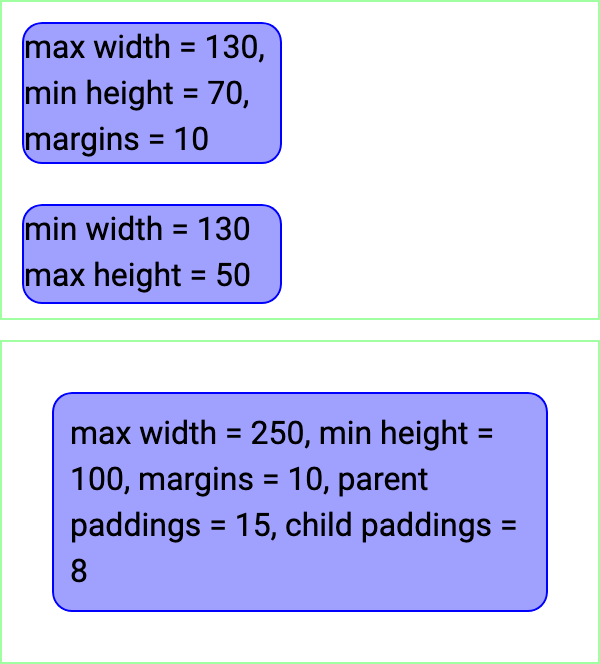 max width = 130,
min height = 70,
margins = 10
min width = 130
max height = 50
max width = 250, min height =
100, margins = 10, parent
paddings = 15, child paddings =
8